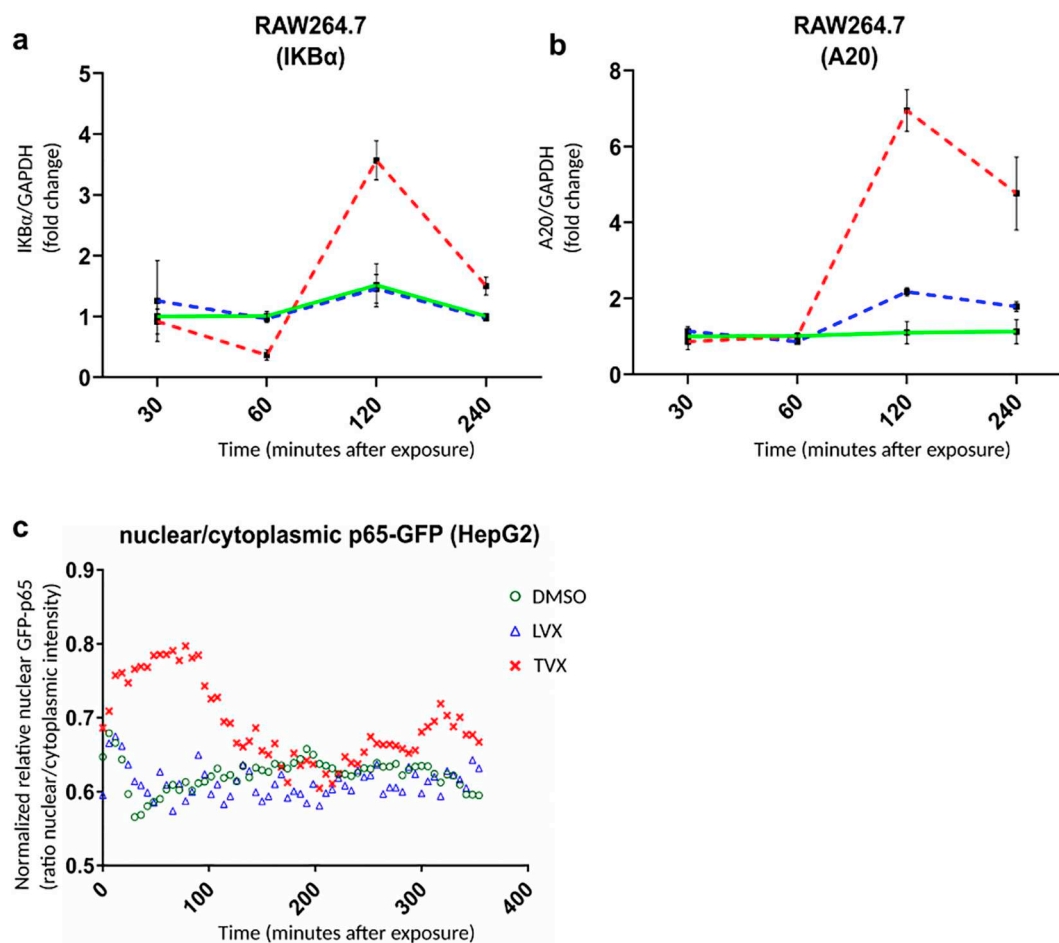 a
RAW264.7
(IKBα)
IKBα/GAPDH
(fold change)
5
4
3
2
1
0
30
60
120
240
Time (minutes after exposure)
b
RAW264.7
(A20)
A20/GAPDH
(fold change)
8
6
4
2
0
30
60
120
240
Time (minutes after exposure)
c
nuclear/cytoplasmic p65-GFP (HepG2)
Normalized relative nuclear GFP-p65
(ratio nuclear/cytoplasmic intensity)
0.9
0.8
0.7
0.6
0.5
0
100
200
300
400
Time (minutes after exposure)
DMSO
LVX
TVX